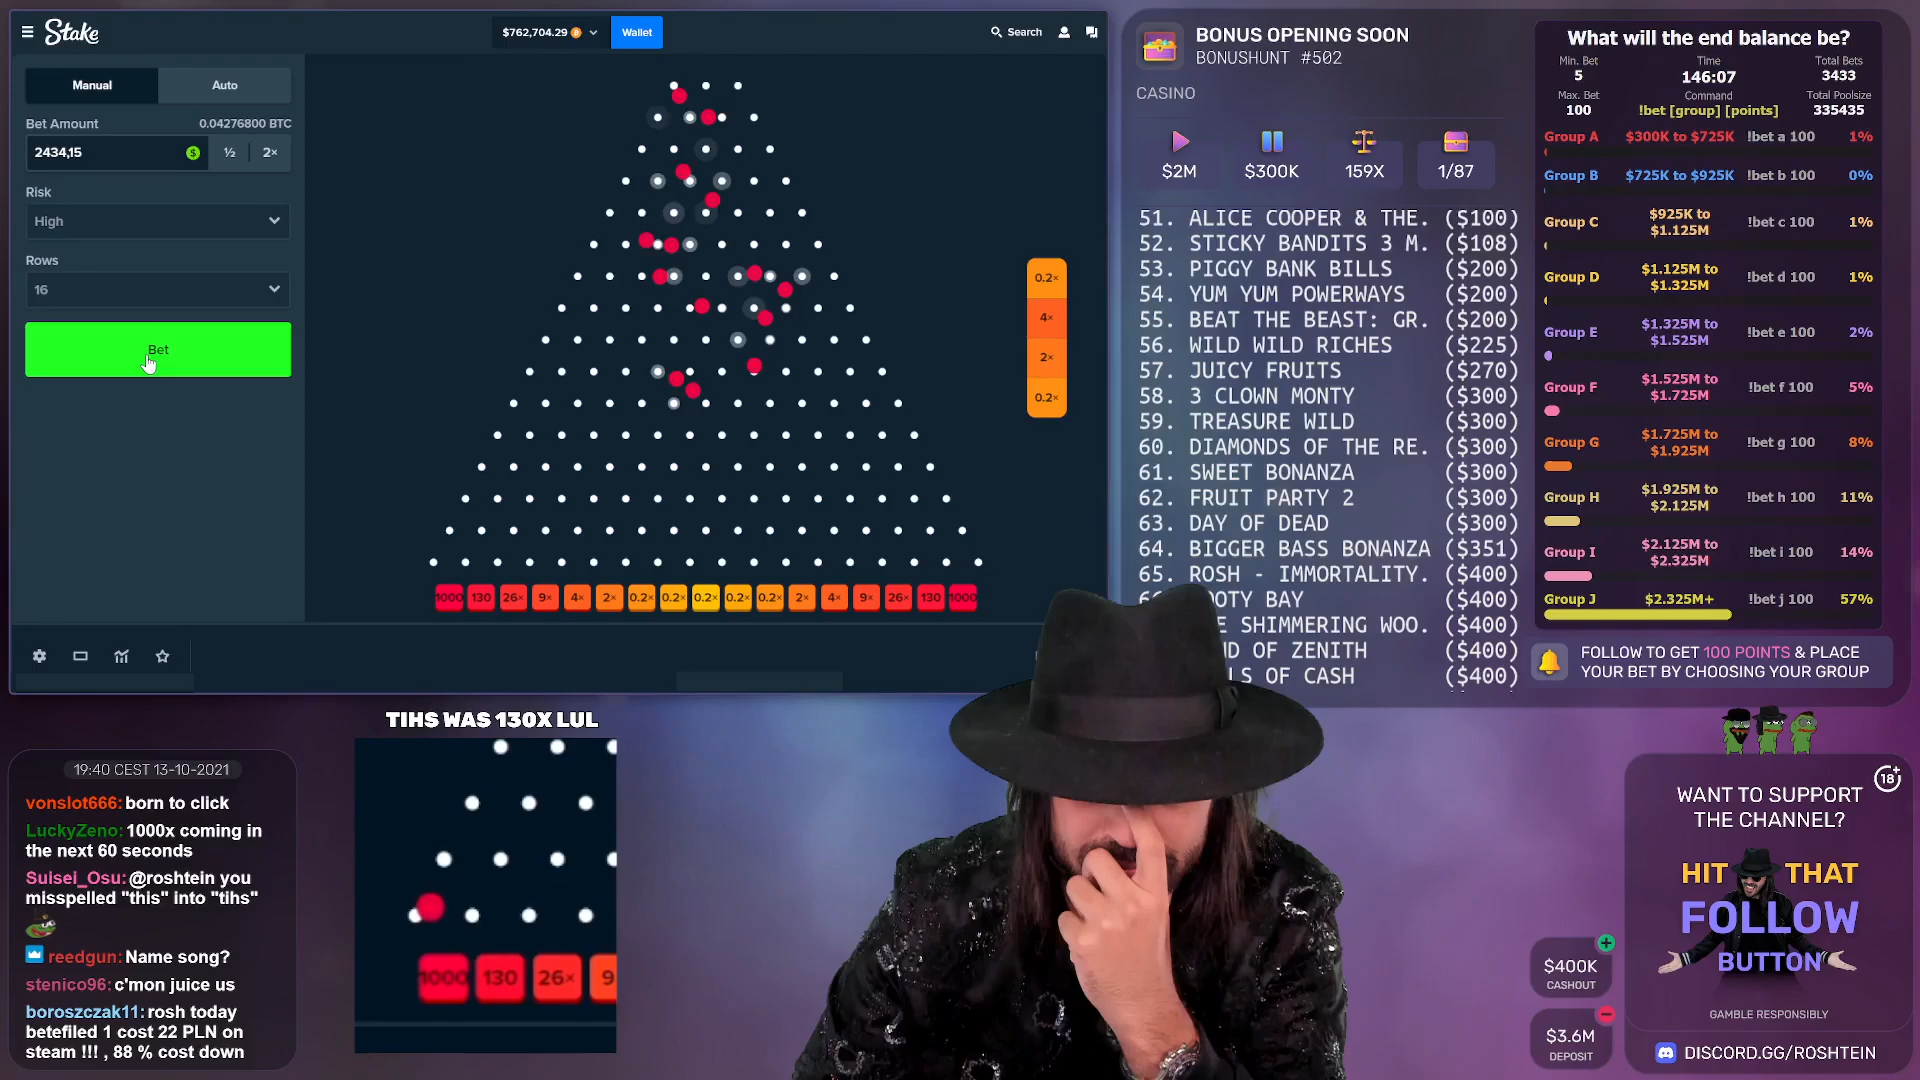 Stake
$762,704.29
Wallet
Search
Manual
Auto
Bet Amount
0.04276800 BTC
2434,15
½
2×
Risk
High
Rows
16
Bet
0.2×
4×
2×
0.2×
1000 130 26× 9× 4× 2× 0.2× 0.2× 0.2× 0.2× 0.2× 2× 4× 9× 26× 130 1000
BONUS OPENING SOON
BONUSHUNT #502
CASINO
$2M
$300K
159X
1/87
51. ALICE COOPER & THE. ($100)
52. STICKY BANDITS 3 M. ($108)
53. PIGGY BANK BILLS ($200)
54. YUM YUM POWERWAYS ($200)
55. BEAT THE BEAST: GR. ($200)
56. WILD WILD RICHES ($225)
57. JUICY FRUITS ($270)
58. 3 CLOWN MONTY ($300)
59. TREASURE WILD ($300)
60. DIAMONDS OF THE RE. ($300)
61. SWEET BONANZA ($300)
62. FRUIT PARTY 2 ($300)
63. DAY OF DEAD ($300)
64. BIGGER BASS BONANZA ($351)
65. ROSH - IMMORTALITY. ($400)
OTY BAY ($400)
E SHIMMERING WOO. ($400)
D OF ZENITH ($400)
LS OF CASH ($400)
What will the end balance be?
Min. Bet
5
Time
146:07
Total Bets
3433
Max. Bet
100
Command
!bet [group] [points]
Total Poolsize
335435
Group A $300K to $725K !bet a 100 1%
Group B $725K to $925K !bet b 100 0%
Group C $925K to $1.125M !bet c 100 1%
Group D $1.125M to $1.325M !bet d 100 1%
Group E $1.325M to $1.525M !bet e 100 2%
Group F $1.525M to $1.725M !bet f 100 5%
Group G $1.725M to $1.925M !bet g 100 8%
Group H $1.925M to $2.125M !bet h 100 11%
Group I $2.125M to $2.325M !bet i 100 14%
Group J $2.325M+ !bet j 100 57%
FOLLOW TO GET 100 POINTS & PLACE
YOUR BET BY CHOOSING YOUR GROUP
TIHS WAS 130X LUL
1000 130 26× 9
19:40 CEST 13-10-2021
vonslot666: born to click
LuckyZeno: 1000x coming in
the next 60 seconds
Suisei_Osu: @roshtein you
misspelled "this" into "tihs"
reedgun: Name song?
stenico96: c'mon juice us
boroszczak11: rosh today
betefiled 1 cost 22 PLN on
steam !!! , 88 % cost down
18+
WANT TO SUPPORT
THE CHANNEL?
HIT THAT
FOLLOW
BUTTON
GAMBLE RESPONSIBLY
DISCORD.GG/ROSHTEIN
$400K
CASHOUT
$3.6M
DEPOSIT